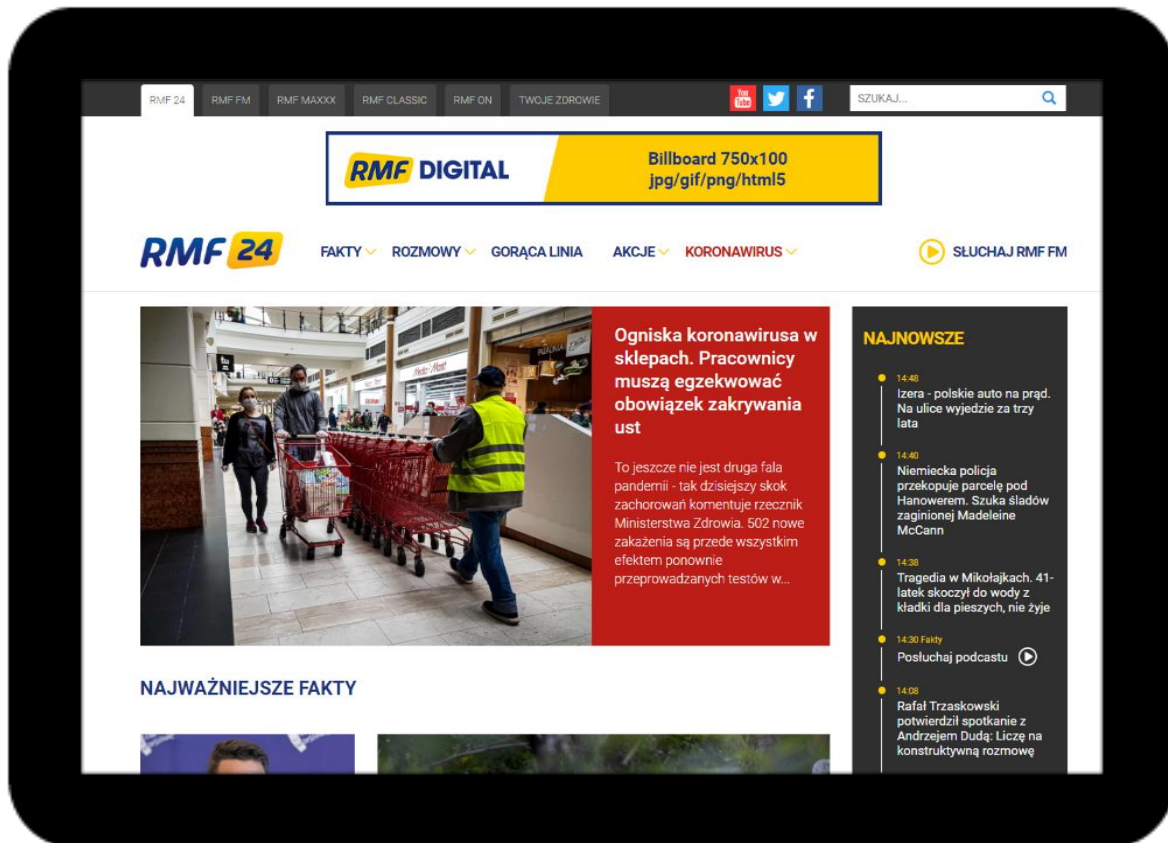 RMF 24
RMF FM
RMF MAXXX
RMF CLASSIC
RMF ON
TWOJE ZDROWIE
You
Tube
SZUKAJ...
RMF DIGITAL
Billboard 750x100
jpg/gif/png/html5
RMF 24
FAKTY
ROZMOWY
GORĄCA LINIA
AKCJE
KORONAWIRUS
SŁUCHAJ RMF FM
Media Markt
Ogniska koronawirusa w
sklepach. Pracownicy
muszą egzekwować
obowiązek zakrywania
ust
To jeszcze nie jest druga fala
pandemii - tak dzisiejszy skok
zachorowań komentuje rzecznik
Ministerstwa Zdrowia. 502 nowe
zakażenia są przede wszystkim
efektem ponownie
przeprowadzanych testów w...
NAJNOWSZE
14:48
Izera - polskie auto na prąd.
Na ulice wyjedzie za trzy
lata
14:40
Niemiecka policja
przekopuje parcelę pod
Hanowerem. Szuka śladów
zaginionej Madeleine
McCann
14:38
Tragedia w Mikołajkach. 41-
latek skoczył do wody z
kładki dla pieszych, nie żyje
14:30 Fakty
Posłuchaj podcastu
14:08
Rafał Trzaskowski
potwierdził spotkanie z
Andrzejem Dudą: Liczę na
konstruktywną rozmowę
NAJWAŻNIEJSZE FAKTY